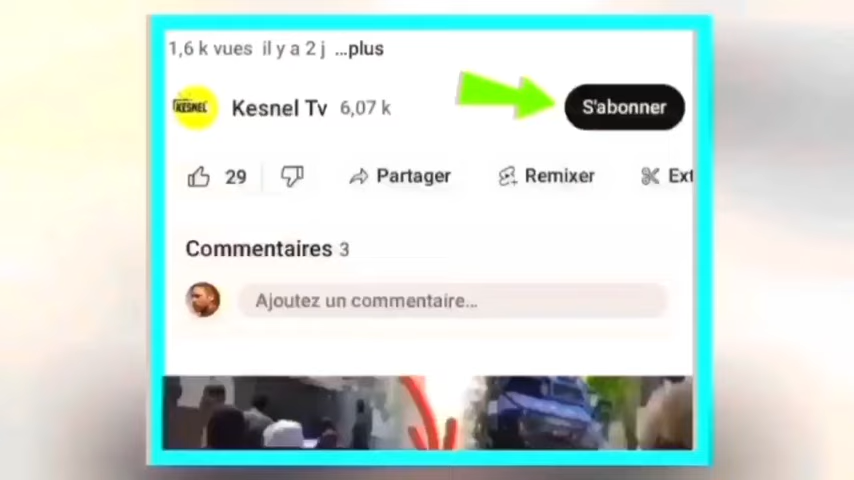 1,6 k vues il y a 2 j ...plus
KESNEL
Kesnel Tv 6,07 k
S'abonner
29
Partager
Remixer
Ext
Commentaires 3
Ajoutez un commentaire...